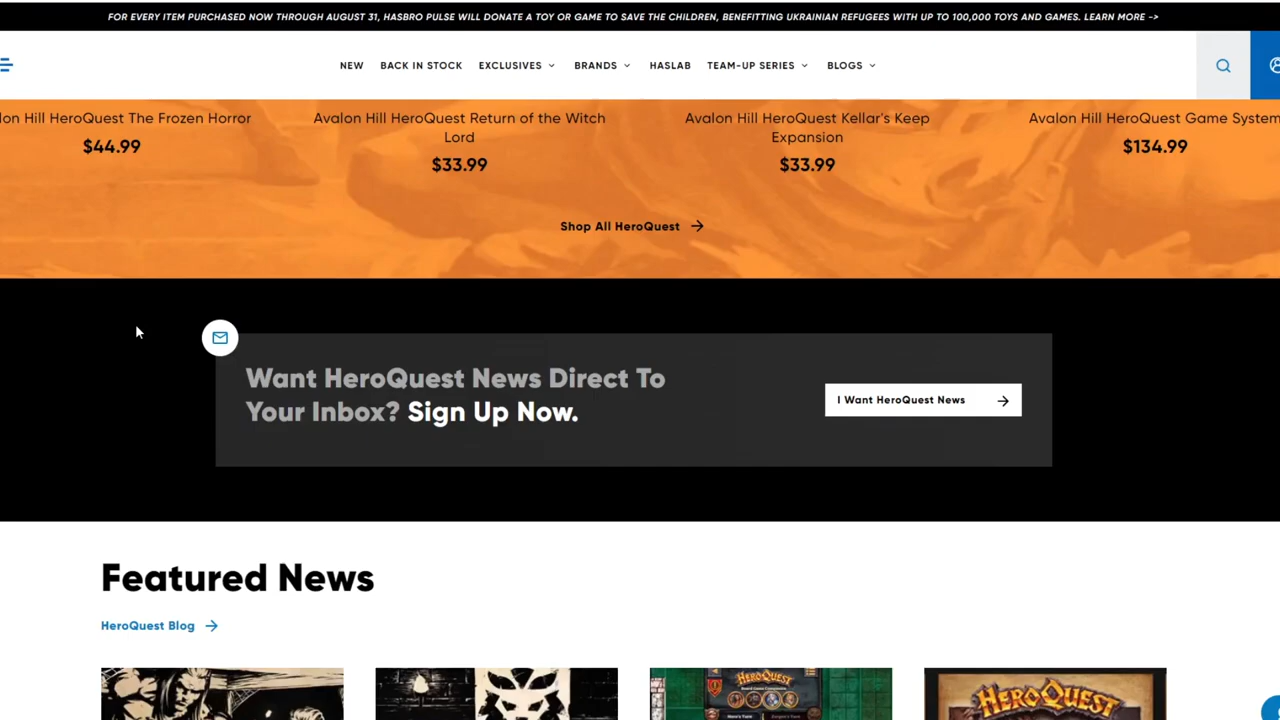 FOR EVERY ITEM PURCHASED NOW THROUGH AUGUST 31, HASBRO PULSE WILL DONATE A TOY OR GAME TO SAVE THE CHILDREN, BENEFITTING UKRAINIAN REFUGEES WITH UP TO 100,000 TOYS AND GAMES. LEARN MORE ->
NEW BACK IN STOCK EXCLUSIVES BRANDS HASLAB TEAM-UP SERIES BLOGS
lon Hill HeroQuest The Frozen Horror
$44.99
Avalon Hill HeroQuest Return of the Witch
Lord
$33.99
Avalon Hill HeroQuest Kellar's Keep
Expansion
$33.99
Avalon Hill HeroQuest Game System
$134.99
Shop All HeroQuest
Want HeroQuest News Direct To
Your Inbox? Sign Up Now.
I Want HeroQuest News
Featured News
HeroQuest Blog
HeroQuest
HeroQuest